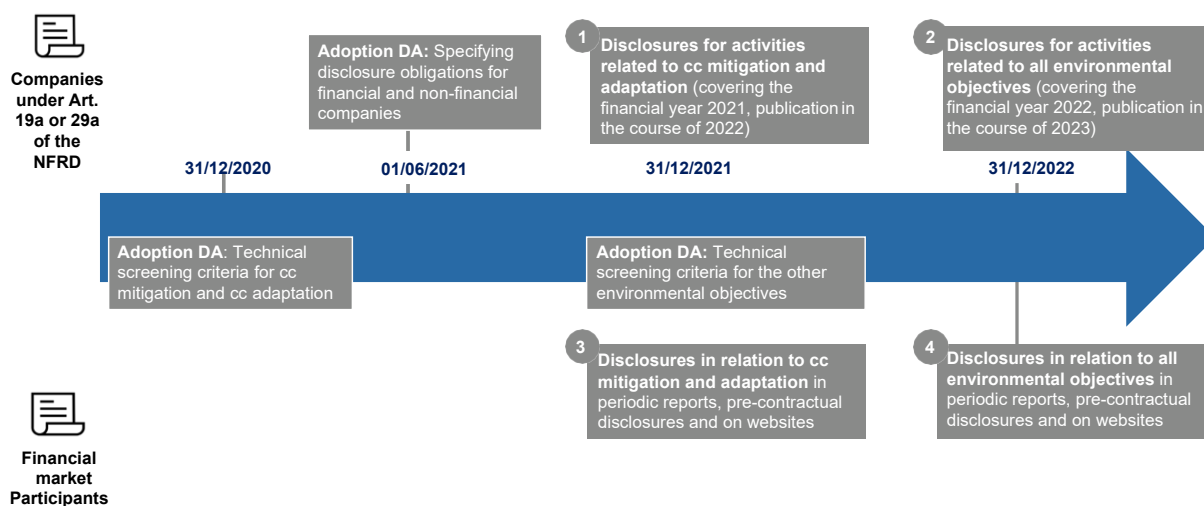 Companies
under Art.
19a or 29a
of the
NFRD
Adoption DA: Specifying
disclosure obligations for
financial and non-financial
companies
1
Disclosures for activities
related to cc mitigation and
adaptation (covering the
financial year 2021, publication in
the course of 2022)
2
Disclosures for activities
related to all environmental
objectives (covering the
financial year 2022, publication in
the course of 2023)
31/12/2020
01/06/2021
31/12/2021
31/12/2022
Adoption DA: Technical
screening criteria for cc
mitigation and cc adaptation
Adoption DA: Technical
screening criteria for the other
environmental objectives
3
Disclosures in relation to cc
mitigation and adaptation in
periodic reports, pre-contractual
disclosures and on websites
4
Disclosures in relation to all
environmental objectives in
periodic reports, pre-contractual
disclosures and on websites
Financial
market
Participants